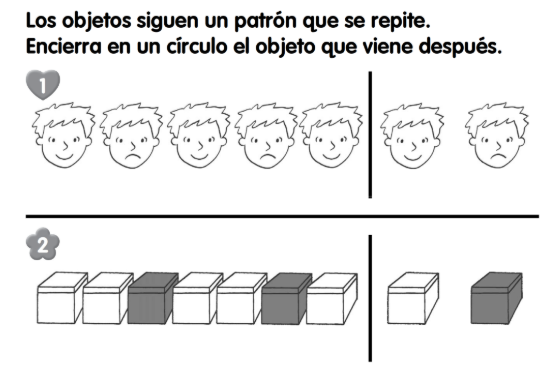 Los objetos siguen un patrón que se repite.
Encierra en un círculo el objeto que viene después.
1
2